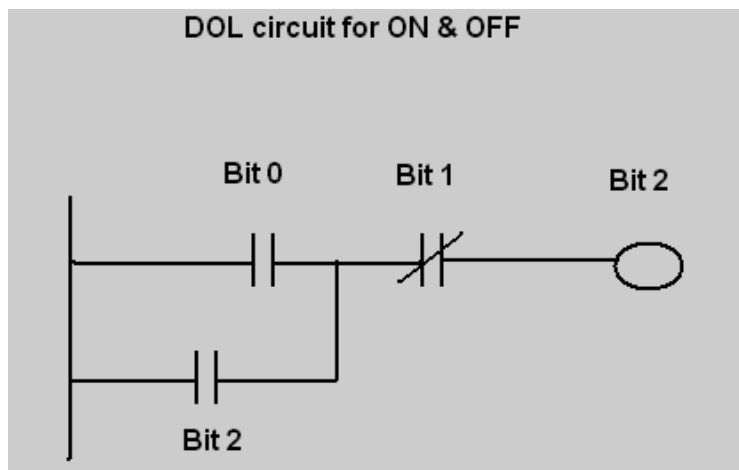 DOL circuit for ON & OFF
Bit 0
Bit 1
Bit 2
Bit 2